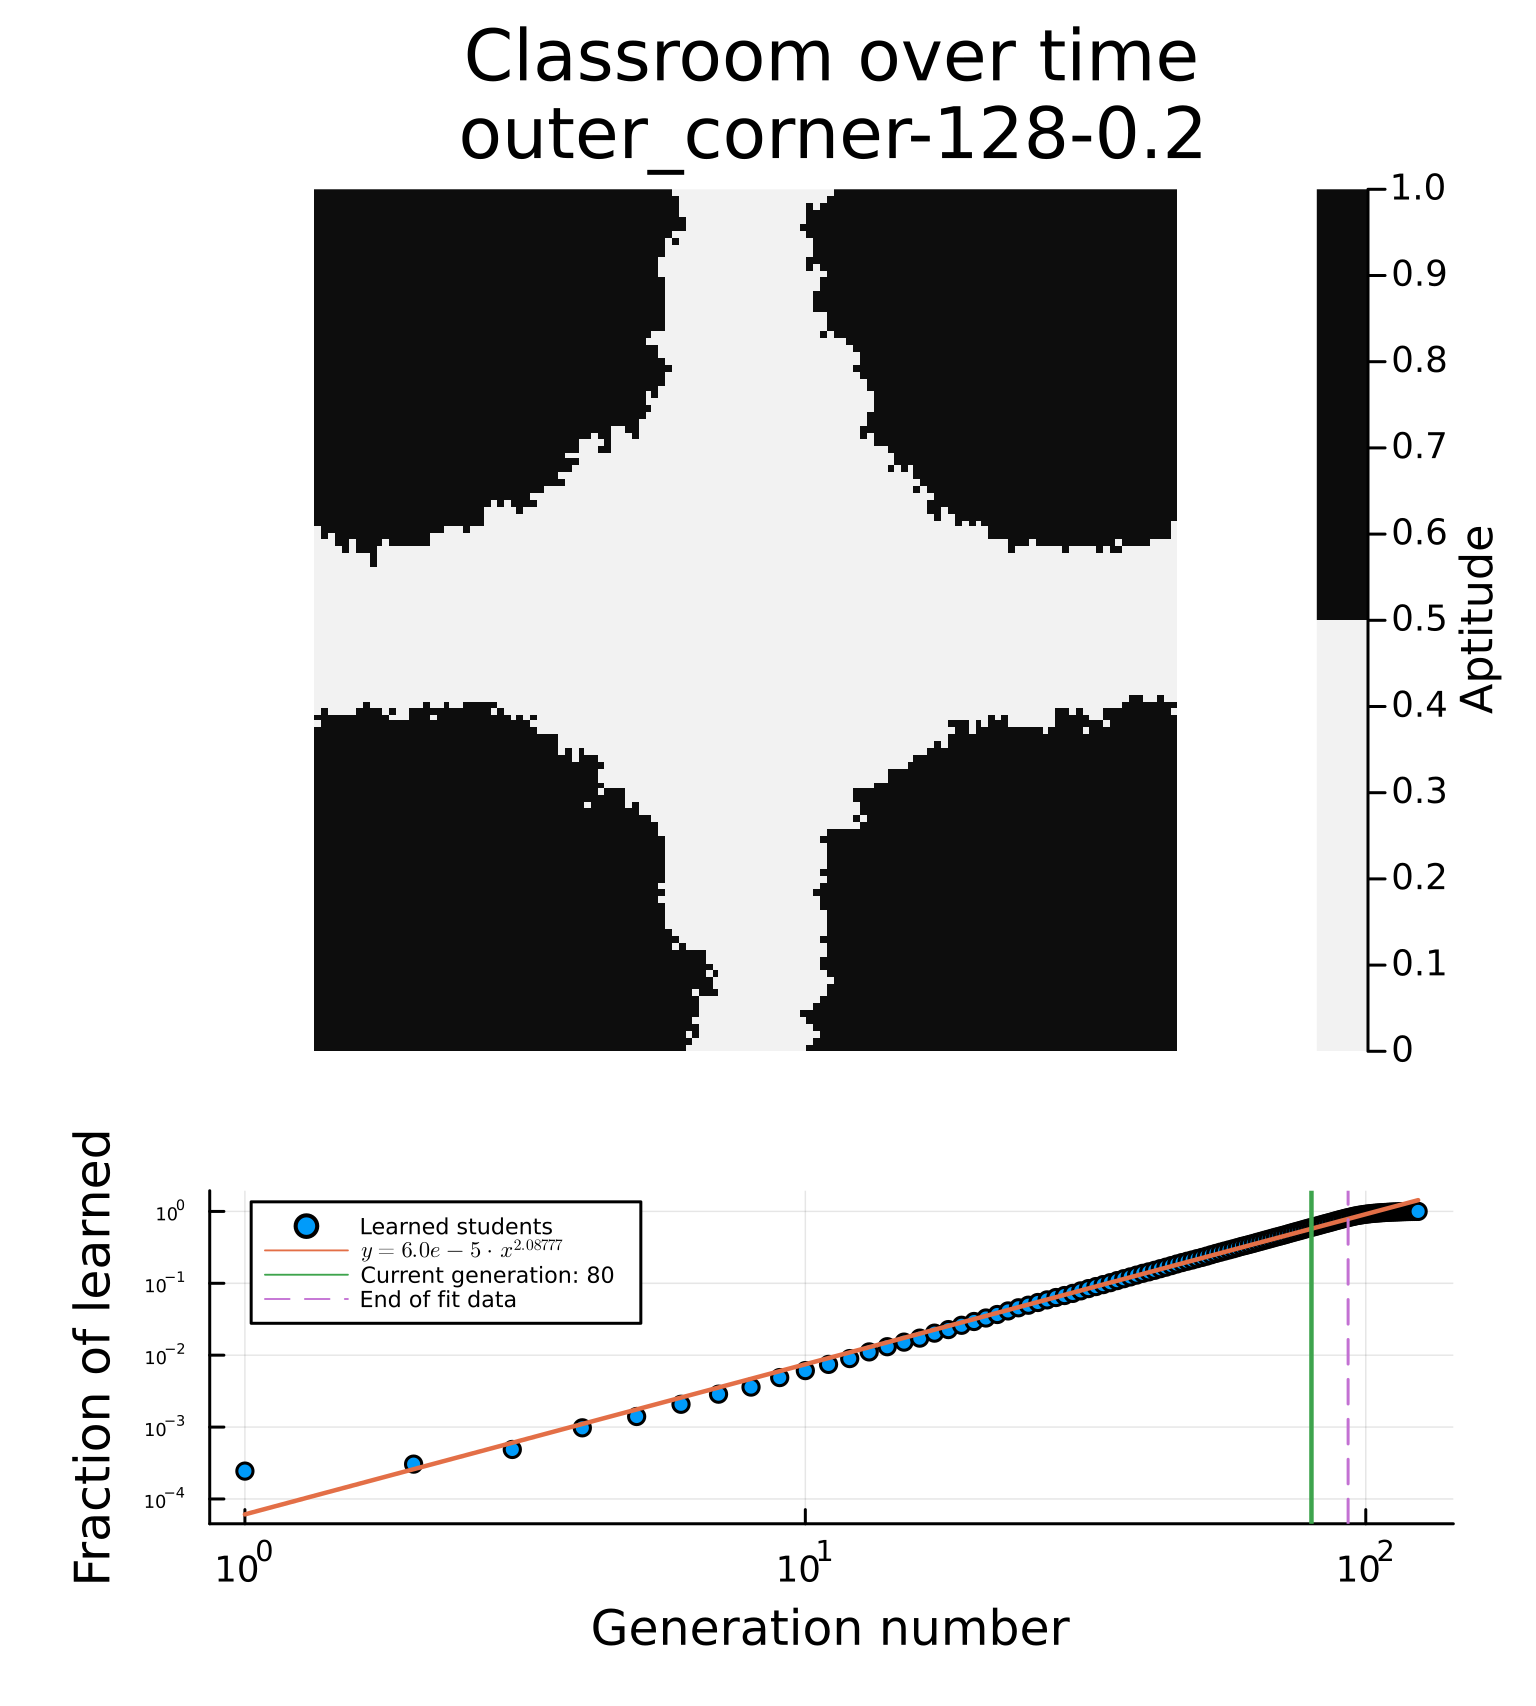 Classroom over time
outer_corner-128-0.2
1.0
0.9
0.8
0.7
0.6
0.5
0.4
0.3
0.2
0.1
0
Aptitude
Fraction of learned
10^0
10^-1
10^-2
10^-3
10^-4
Learned students
y = 6.0e − 5 · x^2.08777
Current generation: 80
End of fit data
10^0
10^1
10^2
Generation number